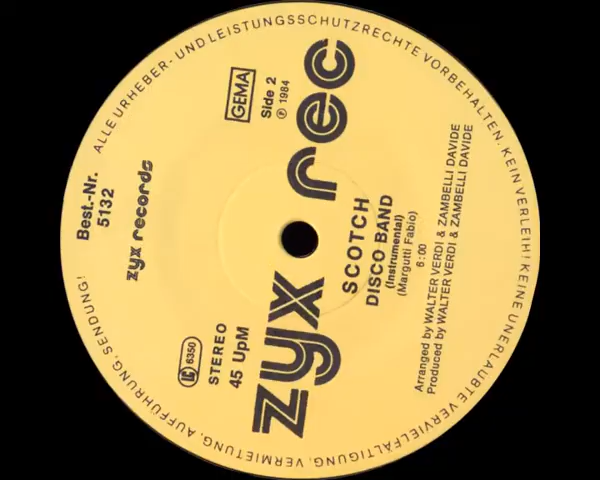 ALLE URHEBER- UND LEISTUNGSSCHUTZRECHTE VORBEHALTEN. KEIN VERLEIH! KEINE UNERLAUBTE VERVIELFÄLTIGUNG, VERMIETUNG, AUFFÜHRUNG, SENDUNG!
Best.-Nr.
5132
zyx records
GEMA
Side 2
℗ 1984
LC 6350
STEREO
45 UpM
zyx rec
SCOTCH
DISCO BAND
(Instrumental)
(Margutti Fabio)
6:00
Arranged by WALTER VERDI & ZAMBELLI DAVIDE
Produced by WALTER VERDI & ZAMBELLI DAVIDE